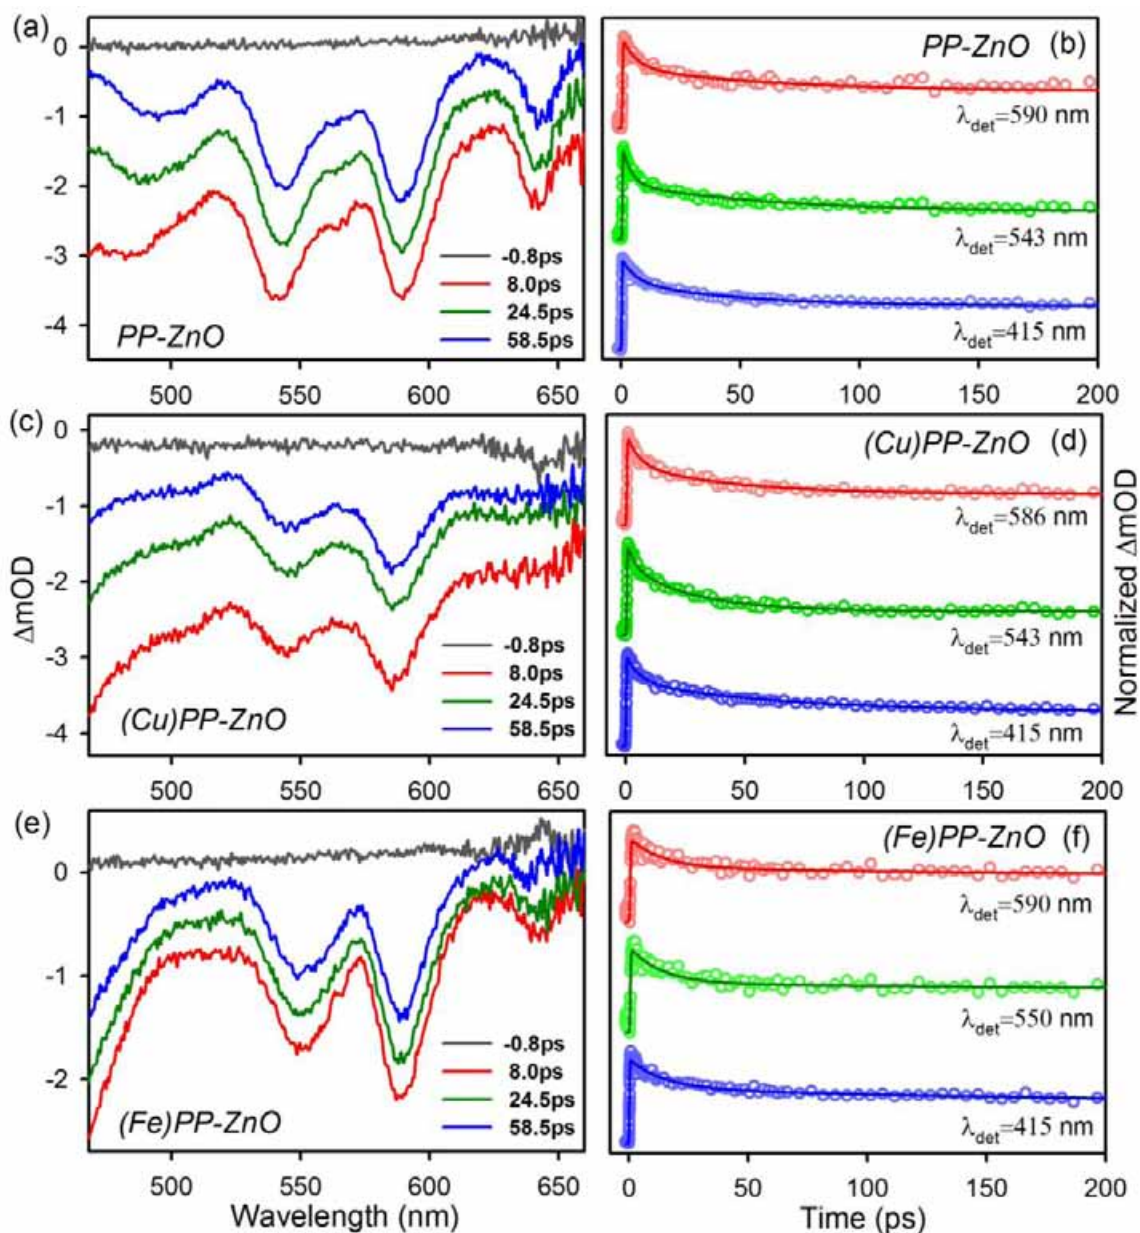 (a)
0
-1
-2
-3
-4
-0.8ps
8.0ps
24.5ps
58.5ps
PP-ZnO
500 550 600 650
PP-ZnO (b)
λdet=590 nm
λdet=543 nm
λdet=415 nm
0 50 100 150 200
(c)
0
-1
-2
-3
-4
-0.8ps
8.0ps
24.5ps
58.5ps
(Cu)PP-ZnO
500 550 600 650
(Cu)PP-ZnO (d)
λdet=586 nm
λdet=543 nm
λdet=415 nm
0 50 100 150 200
ΔmOD
Normalized ΔmOD
(e)
0
-1
-2
-0.8ps
8.0ps
24.5ps
58.5ps
(Fe)PP-ZnO
500 550 600 650
Wavelength (nm)
(Fe)PP-ZnO (f)
λdet=590 nm
λdet=550 nm
λdet=415 nm
0 50 100 150 200
Time (ps)